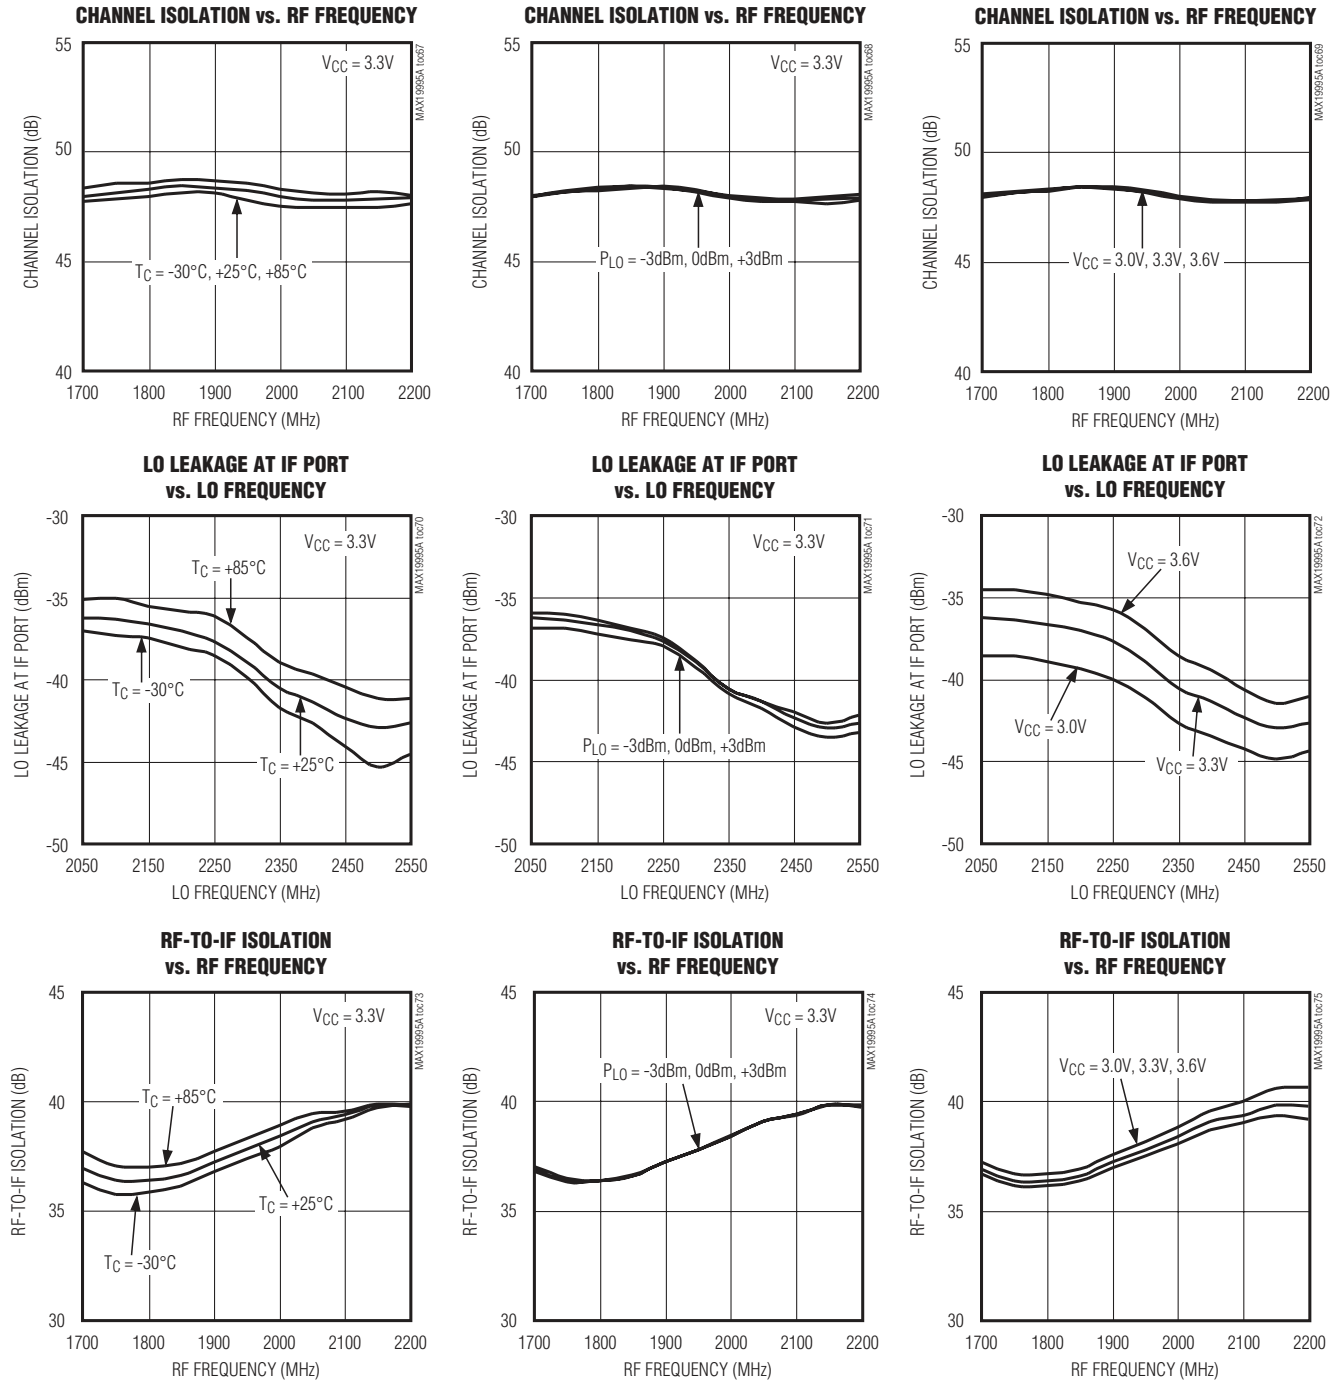 CHANNEL ISOLATION vs. RF FREQUENCY
55
50
45
40
CHANNEL ISOLATION (dB)
VCC = 3.3V
MAX19995A toc67
TC = -30°C, +25°C, +85°C
1700 1800 1900 2000 2100 2200
RF FREQUENCY (MHz)
CHANNEL ISOLATION vs. RF FREQUENCY
55
50
45
40
CHANNEL ISOLATION (dB)
VCC = 3.3V
MAX19995A toc68
PLO = -3dBm, 0dBm, +3dBm
1700 1800 1900 2000 2100 2200
RF FREQUENCY (MHz)
CHANNEL ISOLATION vs. RF FREQUENCY
55
50
45
40
CHANNEL ISOLATION (dB)
MAX19995A toc69
VCC = 3.0V, 3.3V, 3.6V
1700 1800 1900 2000 2100 2200
RF FREQUENCY (MHz)
LO LEAKAGE AT IF PORT
vs. LO FREQUENCY
-30
-35
-40
-45
-50
LO LEAKAGE AT IF PORT (dBm)
VCC = 3.3V
MAX19995A toc70
TC = +85°C
TC = -30°C
TC = +25°C
2050 2150 2250 2350 2450 2550
LO FREQUENCY (MHz)
LO LEAKAGE AT IF PORT
vs. LO FREQUENCY
-30
-35
-40
-45
-50
LO LEAKAGE AT IF PORT (dBm)
VCC = 3.3V
MAX19995A toc71
PLO = -3dBm, 0dBm, +3dBm
2050 2150 2250 2350 2450 2550
LO FREQUENCY (MHz)
LO LEAKAGE AT IF PORT
vs. LO FREQUENCY
-30
-35
-40
-45
-50
LO LEAKAGE AT IF PORT (dBm)
MAX19995A toc72
VCC = 3.6V
VCC = 3.0V
VCC = 3.3V
2050 2150 2250 2350 2450 2550
LO FREQUENCY (MHz)
RF-TO-IF ISOLATION
vs. RF FREQUENCY
45
40
35
30
RF-TO-IF ISOLATION (dB)
VCC = 3.3V
MAX19995A toc73
TC = +85°C
TC = +25°C
TC = -30°C
1700 1800 1900 2000 2100 2200
RF FREQUENCY (MHz)
RF-TO-IF ISOLATION
vs. RF FREQUENCY
45
40
35
30
RF-TO-IF ISOLATION (dB)
VCC = 3.3V
MAX19995A toc74
PLO = -3dBm, 0dBm, +3dBm
1700 1800 1900 2000 2100 2200
RF FREQUENCY (MHz)
RF-TO-IF ISOLATION
vs. RF FREQUENCY
45
40
35
30
RF-TO-IF ISOLATION (dB)
MAX19995A toc75
VCC = 3.0V, 3.3V, 3.6V
1700 1800 1900 2000 2100 2200
RF FREQUENCY (MHz)